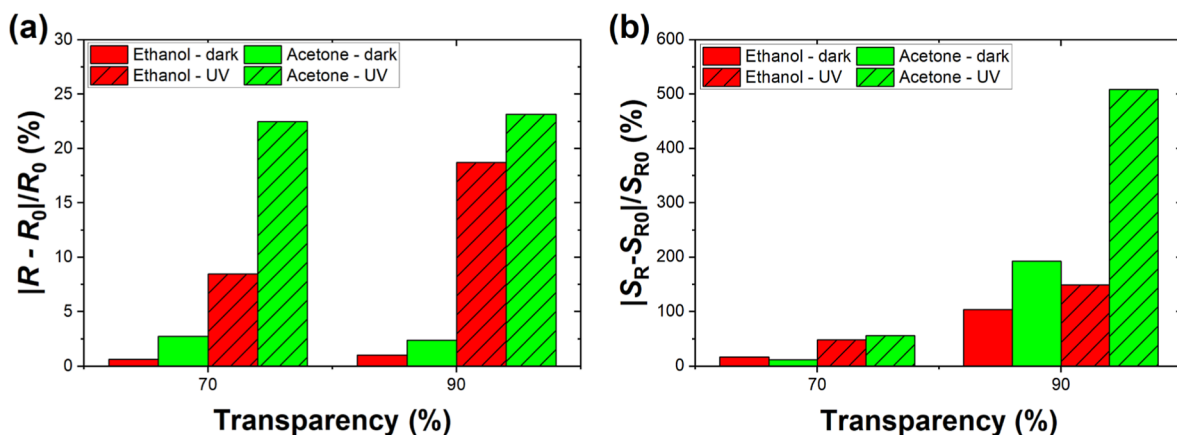 (a)
30
25
20
15
10
5
0
|R - R0|/R0 (%)
Ethanol - dark
Acetone - dark
Ethanol - UV
Acetone - UV
70
90
Transparency (%)
(b)
600
500
400
300
200
100
0
|SR-SR0|/SR0 (%)
Ethanol - dark
Acetone - dark
Ethanol - UV
Acetone - UV
70
90
Transparency (%)